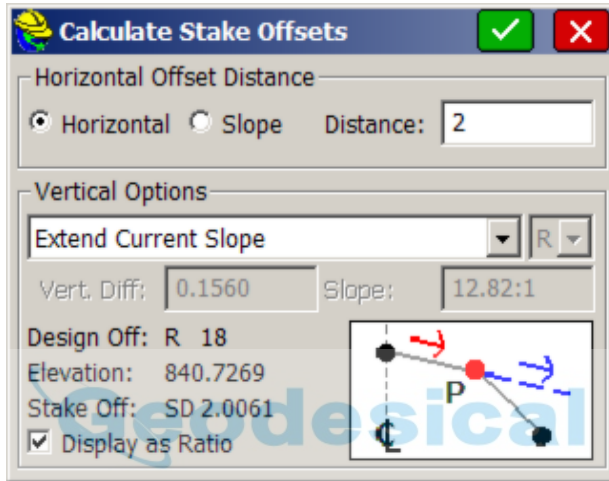 Calculate Stake Offsets
Horizontal Offset Distance
Horizontal Slope Distance: 2
Vertical Options
Extend Current Slope R
Vert. Diff: 0.1560 Slope: 12.82:1
Design Off: R 18
Elevation: 840.7269
Stake Off: SD 2.0061
Display as Ratio
P
℄
Geodesical